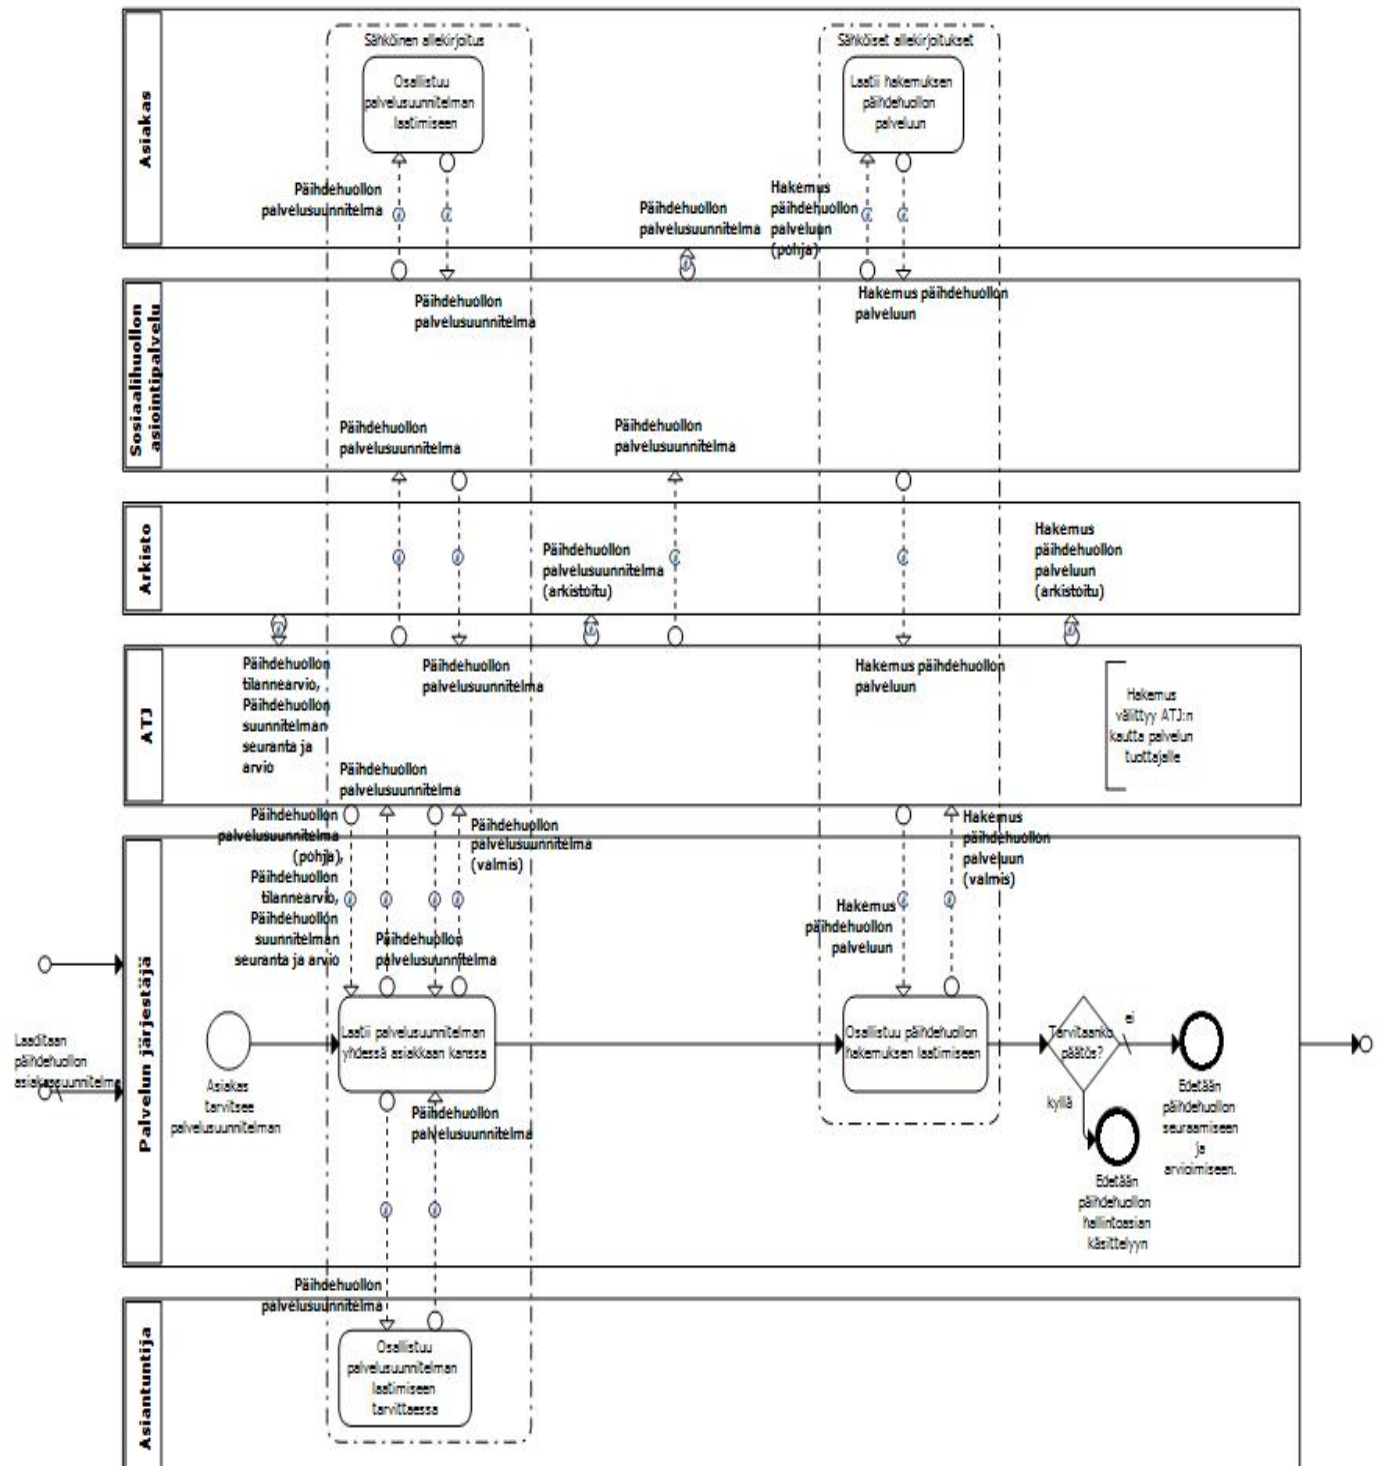 Asiakas
Sähköinen allekirjoitus
Osallistuu
palvelusuunnitelman
laatimiseen
Päihdehuollon
palvelusuunnitelma
Päihdehuollon
palvelusuunnitelma
Sähköiset allekirjoitukset
Laatii hakemuksen
päihdehuollon
palveluun
Hakemus
päihdehuollon
palveluun
(pohja)
Sosiaalihuollon
asiointipalvelu
Päihdehuollon
palvelusuunnitelma
Hakemus päihdehuollon
palveluun
Päihdehuollon
palvelusuunnitelma
Päihdehuollon
palvelusuunnitelma
Arkisto
Päihdehuollon
palvelusuunnitelma
(arkistoitu)
Hakemus
päihdehuollon
palveluun
(arkistoitu)
ATJ
Päihdehuollon
tilannearvio,
Päihdehuollon
suunnitelman
seuranta ja
arvio
Päihdehuollon
palvelusuunnitelma
Päihdehuollon
palvelusuunnitelma
Hakemus päihdehuollon
palveluun
Hakemus
välittyy ATJ:n
kautta palvelun
tuottajalle
Palvelun järjestäjä
Päihdehuollon
palvelusuunnitelma
(pohja),
Päihdehuollon
tilannearvio,
Päihdehuollon
suunnitelman
seuranta ja arvio
Päihdehuollon
palvelusuunnitelma
(valmis)
Päihdehuollon
palvelusuunnitelma
Hakemus
päihdehuollon
palveluun
Hakemus
päihdehuollon
palveluun
(valmis)
Laaditaan
päihdehuollon
asiakassuunnitelma
Asiakas
tarvitsee
palvelusuunnitelman
Laatii palvelusuunnitelman
yhdessä asiakkaan kanssa
Päihdehuollon
palvelusuunnitelma
Osallistuu päihdehuollon
hakemuksen laatimiseen
Tarvitaanko
päätös?
ei
kyllä
Edetään
päihdehuollon
seuraamiseen
ja
arvioimiseen.
Edetään
päihdehuollon
hallintoasian
käsittelyyn
Asiantuntija
Päihdehuollon
palvelusuunnitelma
Osallistuu
palvelusuunnitelman
laatimiseen
tarvittaessa